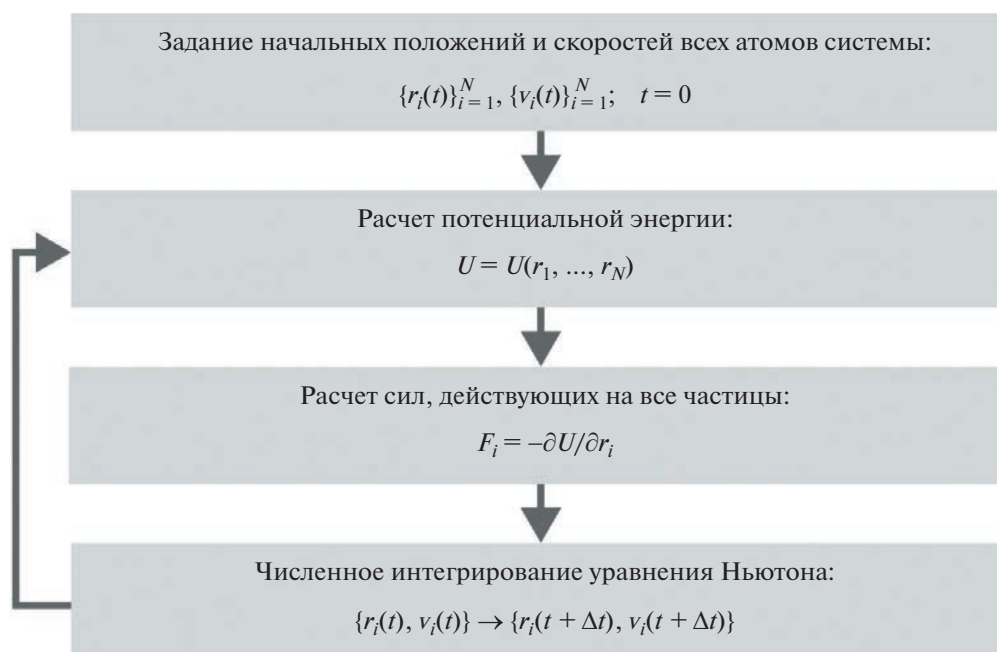 Задание начальных положений и скоростей всех атомов системы:
{r_i(t)}_{i = 1}^N, {v_i(t)}_{i = 1}^N; t = 0
Расчет потенциальной энергии:
U = U(r_1, ..., r_N)
Расчет сил, действующих на все частицы:
F_i = –∂U/∂r_i
Численное интегрирование уравнения Ньютона:
{r_i(t), v_i(t)} → {r_i(t + Δt), v_i(t + Δt)}